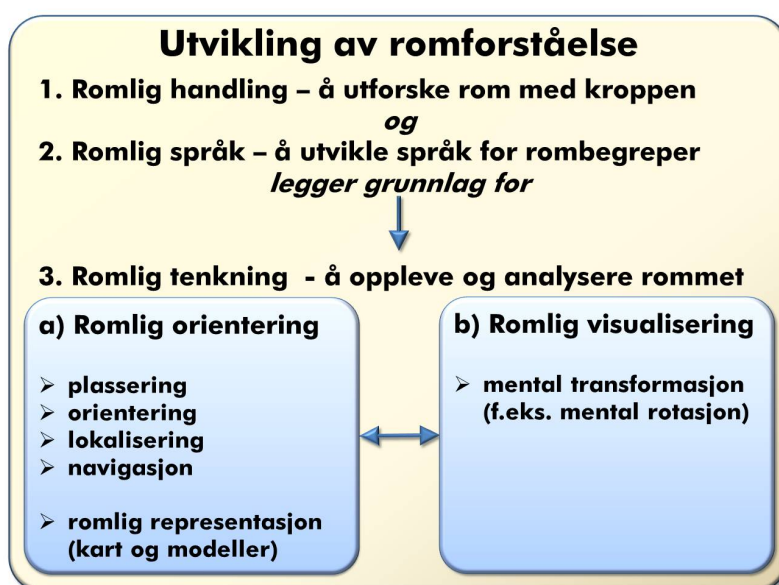 Utvikling av romforståelse
1. Romlig handling – å utforske rom med kroppen
og
2. Romlig språk – å utvikle språk for rombegreper
legger grunnlag for
3. Romlig tenkning - å oppleve og analysere rommet
a) Romlig orientering
➢ plassering
➢ orientering
➢ lokalisering
➢ navigasjon
➢ romlig representasjon
(kart og modeller)
b) Romlig visualisering
➢ mental transformasjon
(f.eks. mental rotasjon)